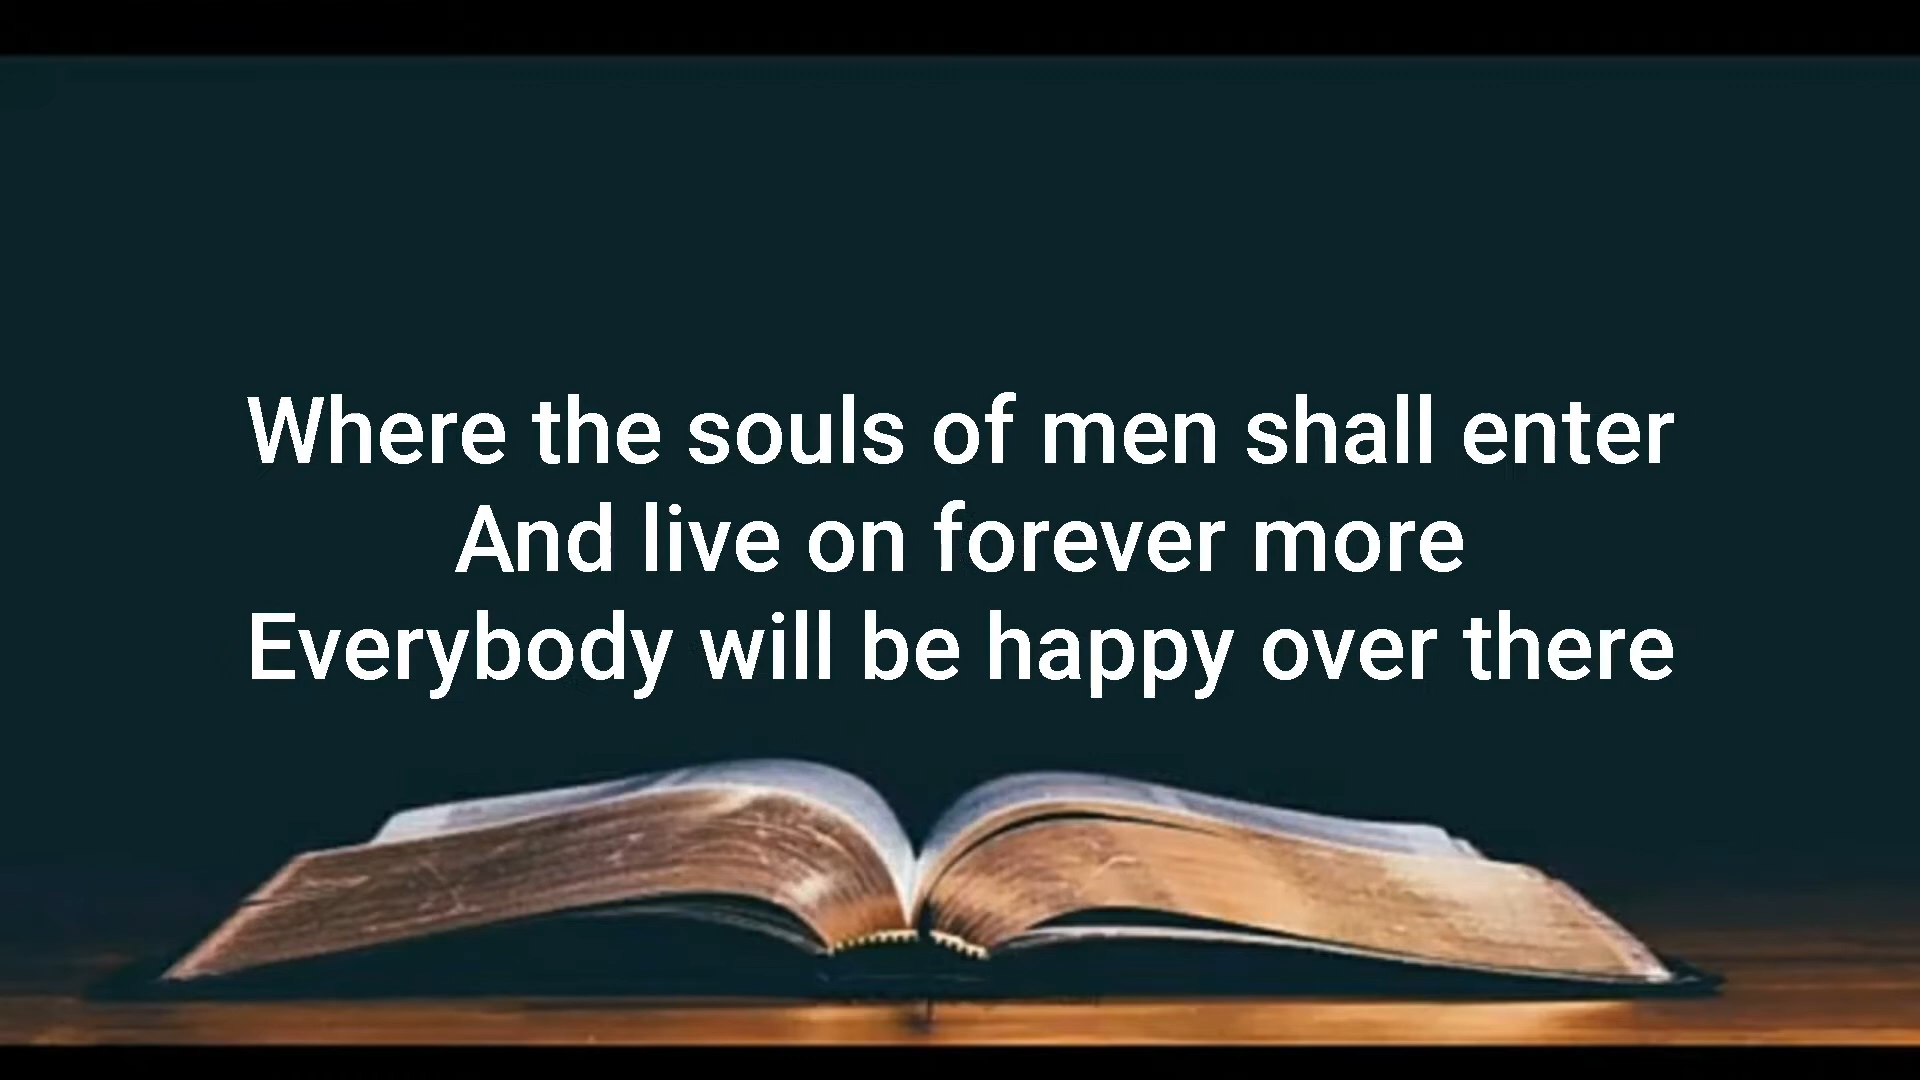 Where the souls of men shall enter
And live on forever more
Everybody will be happy over there